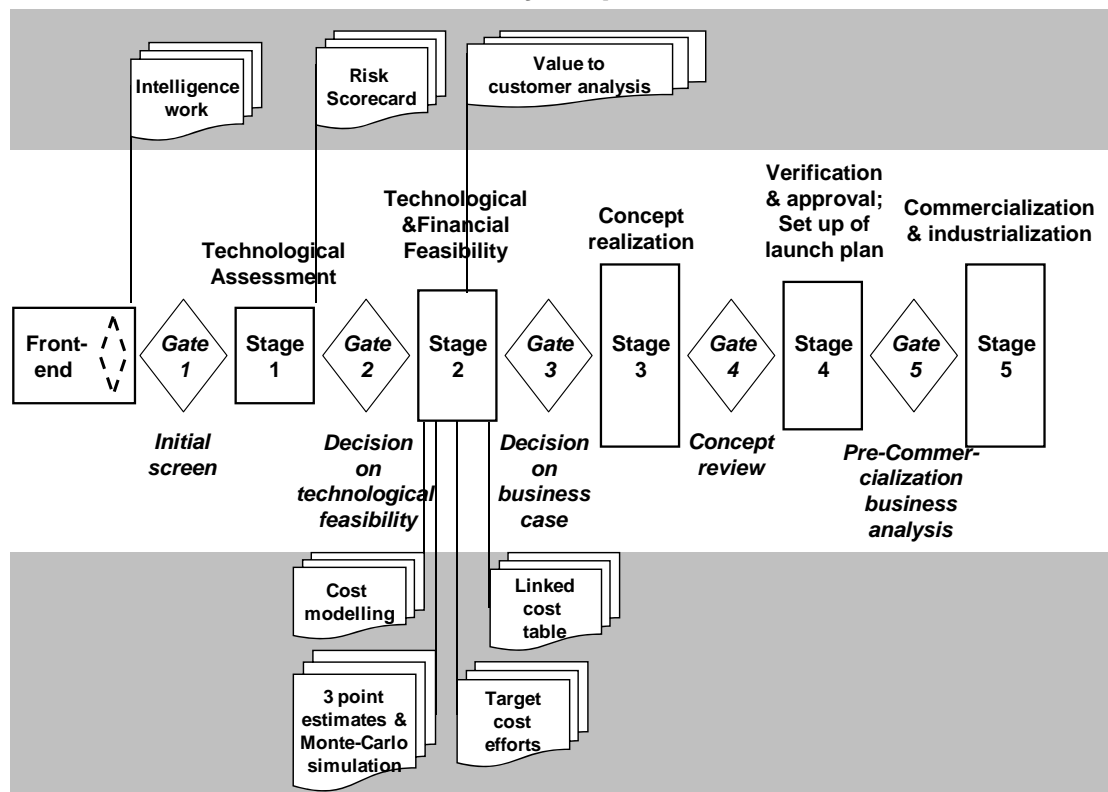 Intelligence
work
Risk
Scorecard
Value to
customer analysis
Technological
Assessment
Technological
&Financial
Feasibility
Concept
realization
Verification
& approval;
Set up of
launch plan
Commercialization
& industrialization
Front-
end
Gate
1
Stage
1
Gate
2
Stage
2
Gate
3
Stage
3
Gate
4
Stage
4
Gate
5
Stage
5
Initial
screen
Decision
on
technological
feasibility
Decision
on
business
case
Concept
review
Pre-Commer-
cialization
business
analysis
Cost
modelling
Linked
cost
table
3 point
estimates &
Monte-Carlo
simulation
Target
cost
efforts